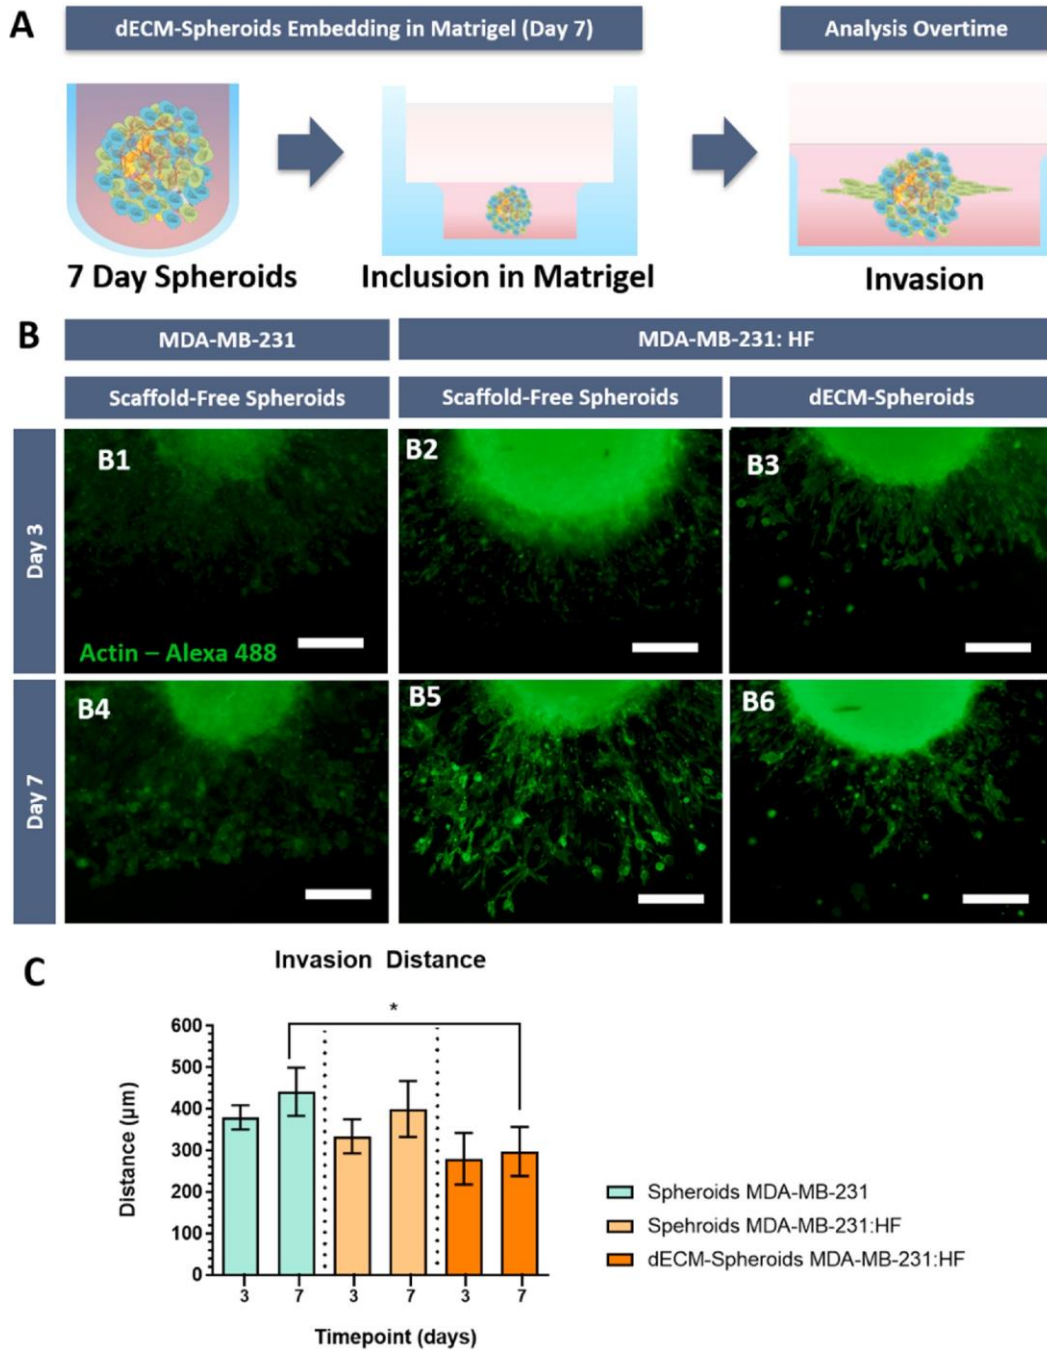 A
dECM-Spheroids Embedding in Matrigel (Day 7)
Analysis Overtime
7 Day Spheroids
Inclusion in Matrigel
Invasion
B
MDA-MB-231
MDA-MB-231: HF
Scaffold-Free Spheroids
Scaffold-Free Spheroids
dECM-Spheroids
Day 3
B1
B2
B3
Actin – Alexa 488
Day 7
B4
B5
B6
C
Invasion Distance
*
Distance (µm)
600
500
400
300
200
100
0
3
7
3
7
3
7
Timepoint (days)
Spheroids MDA-MB-231
Spehroids MDA-MB-231:HF
dECM-Spheroids MDA-MB-231:HF